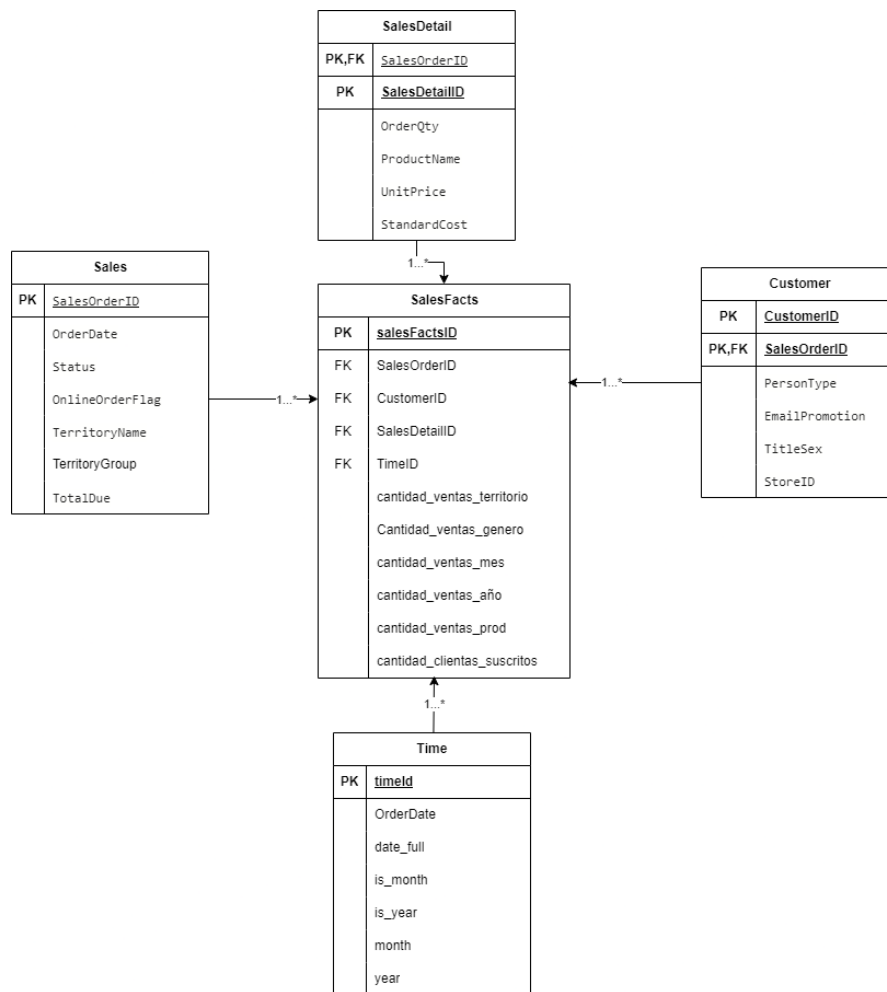 SalesDetail
PK,FK SalesOrderID
PK SalesDetailID
OrderQty
ProductName
UnitPrice
StandardCost
1...*
Sales
PK SalesOrderID
OrderDate
Status
OnlineOrderFlag
TerritoryName
TerritoryGroup
TotalDue
1...*
SalesFacts
PK salesFactsID
FK SalesOrderID
FK CustomerID
FK SalesDetailID
FK TimeID
cantidad_ventas_territorio
Cantidad_ventas_genero
cantidad_ventas_mes
cantidad_ventas_año
cantidad_ventas_prod
cantidad_clientas_suscritos
1...*
Customer
PK CustomerID
PK,FK SalesOrderID
PersonType
EmailPromotion
TitleSex
StoreID
1...*
Time
PK timeId
OrderDate
date_full
is_month
is_year
month
year